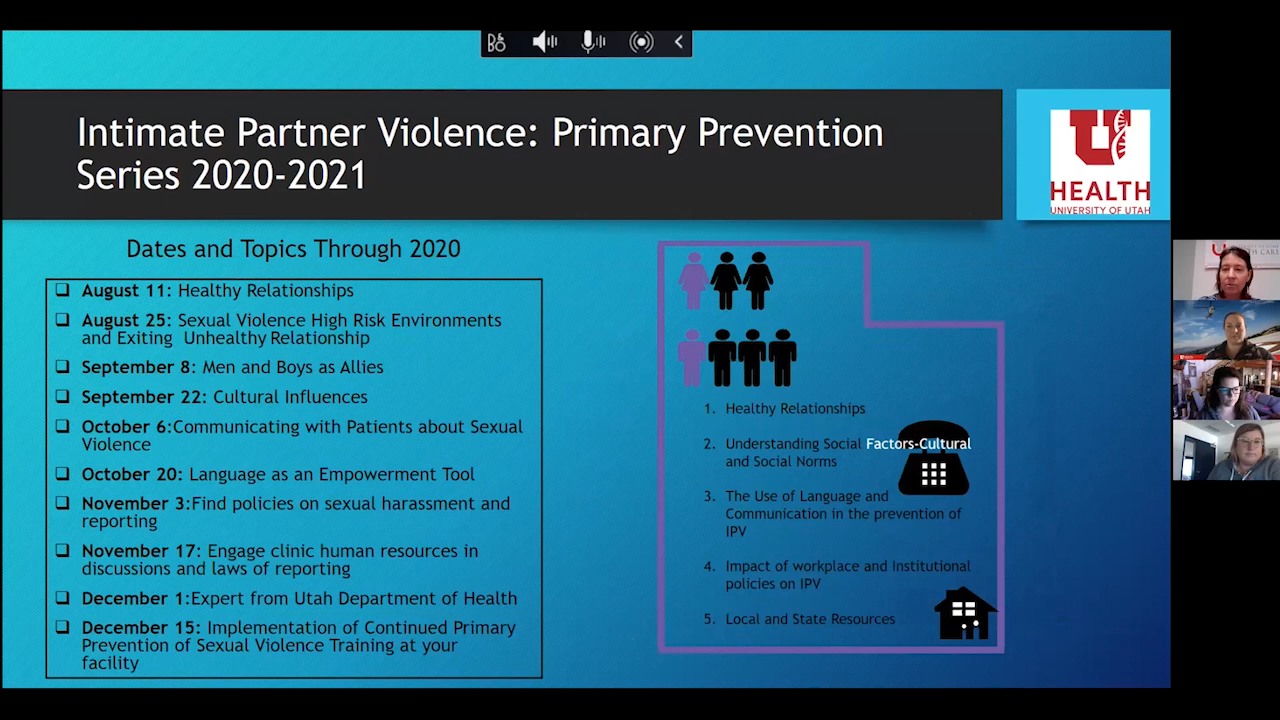 Intimate Partner Violence: Primary Prevention
Series 2020-2021
HEALTH
UNIVERSITY OF UTAH
Dates and Topics Through 2020
August 11: Healthy Relationships
August 25: Sexual Violence High Risk Environments
and Exiting Unhealthy Relationship
September 8: Men and Boys as Allies
September 22: Cultural Influences
October 6:Communicating with Patients about Sexual
Violence
October 20: Language as an Empowerment Tool
November 3:Find policies on sexual harassment and
reporting
November 17: Engage clinic human resources in
discussions and laws of reporting
December 1:Expert from Utah Department of Health
December 15: Implementation of Continued Primary
Prevention of Sexual Violence Training at your
facility
1. Healthy Relationships
2. Understanding Social Factors-Cultural
and Social Norms
3. The Use of Language and
Communication in the prevention of
IPV
4. Impact of workplace and Institutional
policies on IPV
5. Local and State Resources